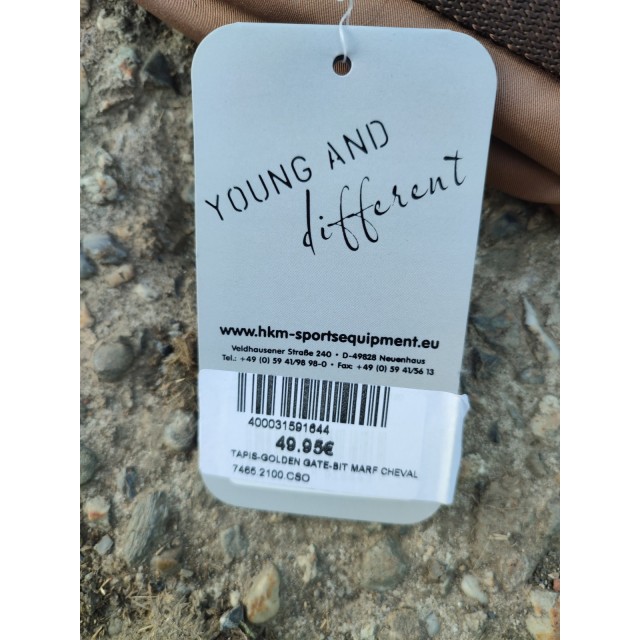 YOUNG AND
different
www.hkm-sportsequipment.eu
Veldhausener Straße 240 • D-49828 Neuenhaus
Tel.: +49 (0) 59 41/98 98-0 • Fax: +49 (0) 59 41/56 13
400031591644
49.95€
TAPIS-GOLDEN GATE-BIT MARF CHEVAL
7465 2100 CSO